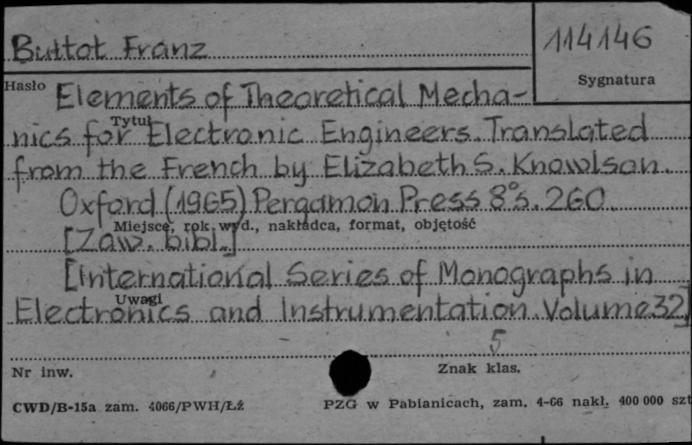 Buttot Franz
114146
Hasło
Sygnatura
Elements of Theoretical Mecha-
Tytuł
nics for Electronic Engineers. Translated
from the French by Elizabeth S. Knowlson.
Oxford (1965) Pergamon Press 8° s. 260
Miejsce, rok wyd., nakładca, format, objętość
[Zaw. bibl.]
[International Series of Monographs in
Uwagi
Electronics and Instrumentation. Volume 32]
5
Nr inw.
Znak klas.
CWD/B-15a zam. 4066/PWH/Łź
PZG w Pabianicach, zam. 4-66 nakł. 400 000 szt